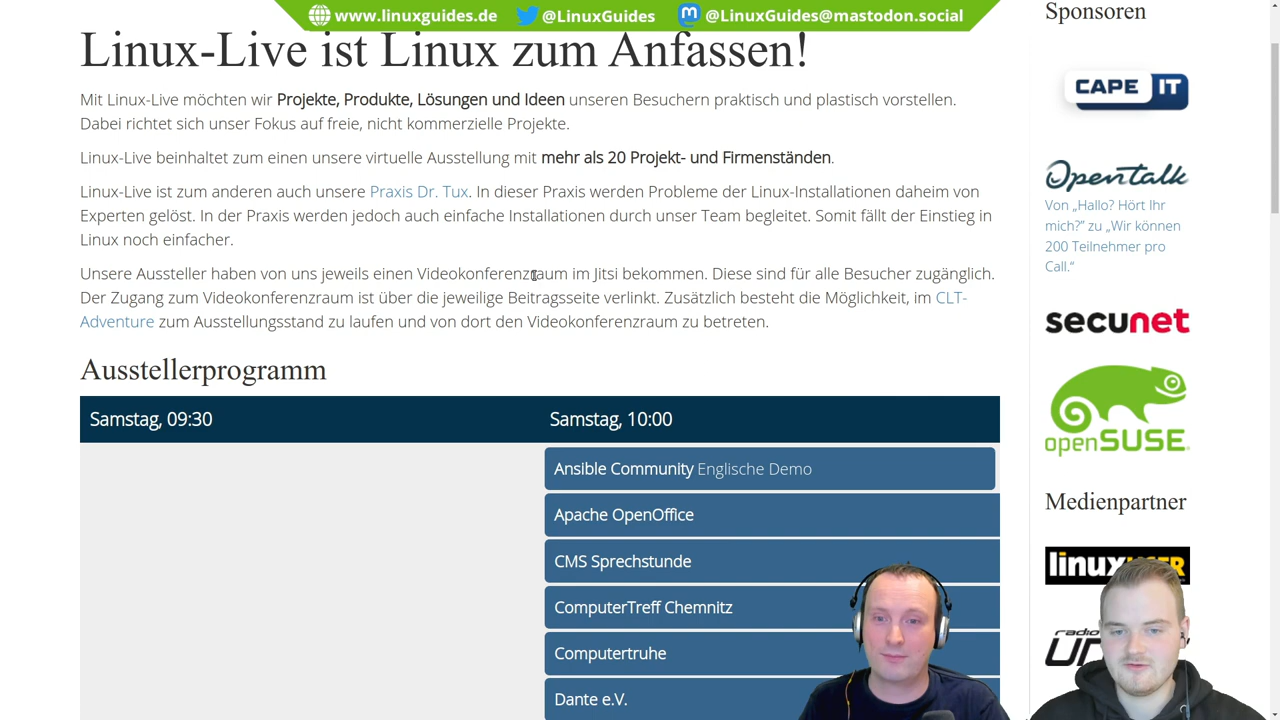 www.linuxguides.de @LinuxGuides @LinuxGuides@mastodon.social
Linux-Live ist Linux zum Anfassen!
Mit Linux-Live möchten wir Projekte, Produkte, Lösungen und Ideen unseren Besuchern praktisch und plastisch vorstellen.
Dabei richtet sich unser Fokus auf freie, nicht kommerzielle Projekte.
Linux-Live beinhaltet zum einen unsere virtuelle Ausstellung mit mehr als 20 Projekt- und Firmenständen.
Linux-Live ist zum anderen auch unsere Praxis Dr. Tux. In dieser Praxis werden Probleme der Linux-Installationen daheim von
Experten gelöst. In der Praxis werden jedoch auch einfache Installationen durch unser Team begleitet. Somit fällt der Einstieg in
Linux noch einfacher.
Unsere Aussteller haben von uns jeweils einen Videokonferenzraum im Jitsi bekommen. Diese sind für alle Besucher zugänglich.
Der Zugang zum Videokonferenzraum ist über die jeweilige Beitragsseite verlinkt. Zusätzlich besteht die Möglichkeit, im CLT-
Adventure zum Ausstellungsstand zu laufen und von dort den Videokonferenzraum zu betreten.
Ausstellerprogramm
Samstag, 09:30
Samstag, 10:00
Ansible Community Englische Demo
Apache OpenOffice
CMS Sprechstunde
ComputerTreff Chemnitz
Computertruhe
Dante e.V.
Sponsoren
CAPE IT
Opentalk
Von „Hallo? Hört Ihr
mich?" zu „Wir können
200 Teilnehmer pro
Call."
secunet
openSUSE
Medienpartner
radio